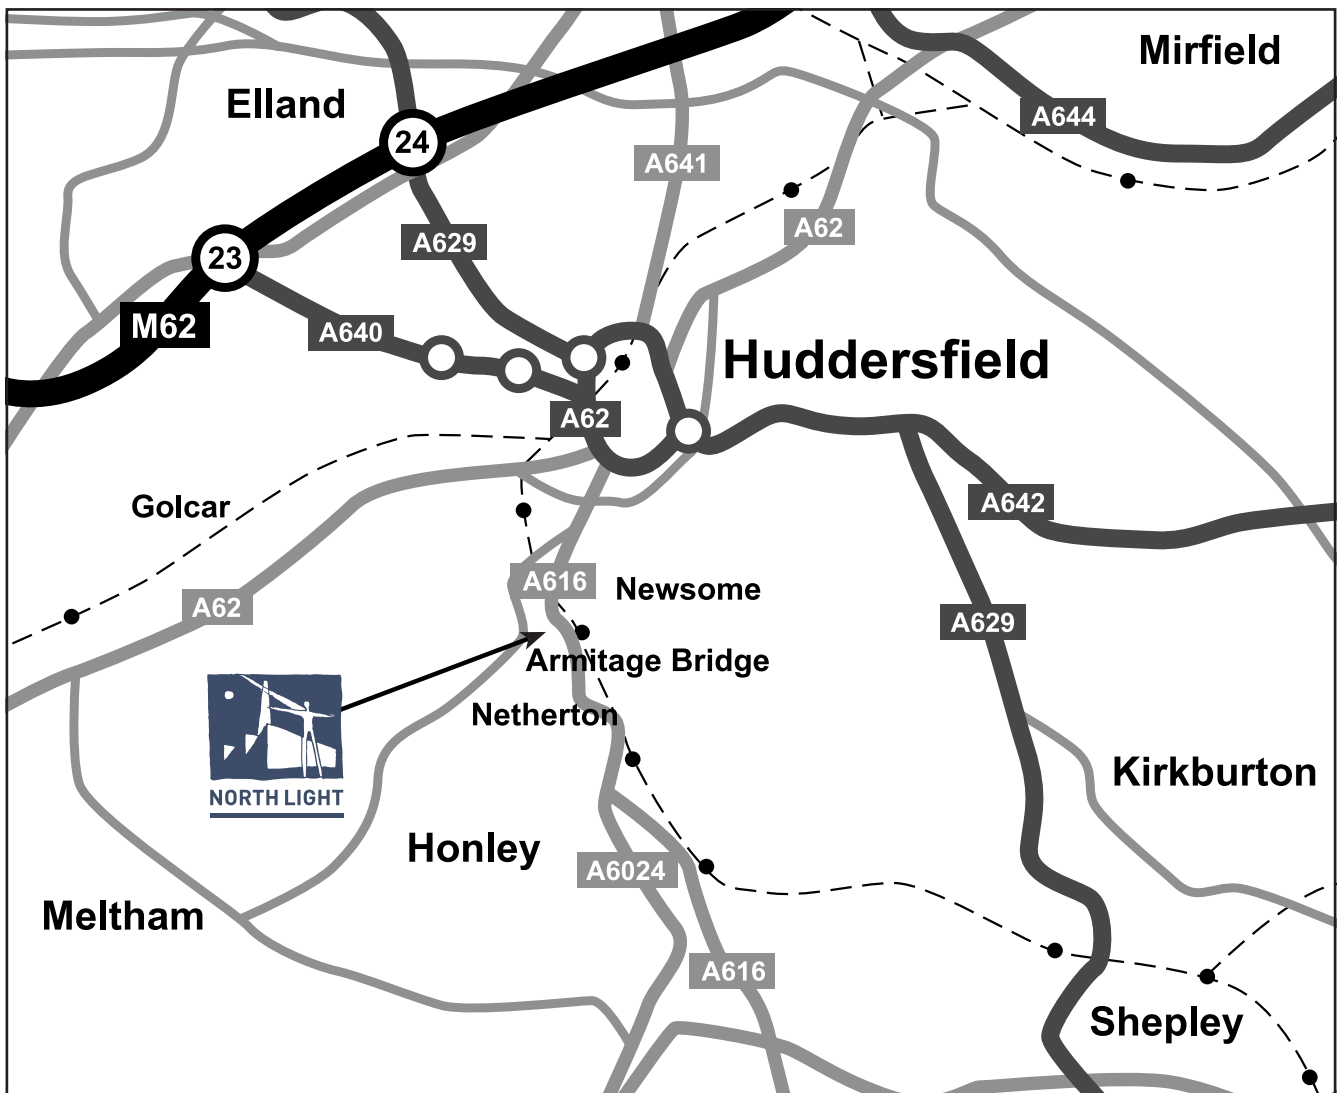 Mirfield
Elland
A644
24
A641
A62
A629
23
M62
A640
Huddersfield
A62
A642
Golcar
A616
Newsome
A62
A629
Armitage Bridge
Netherton
Kirkburton
NORTH LIGHT
Honley
A6024
Meltham
A616
Shepley